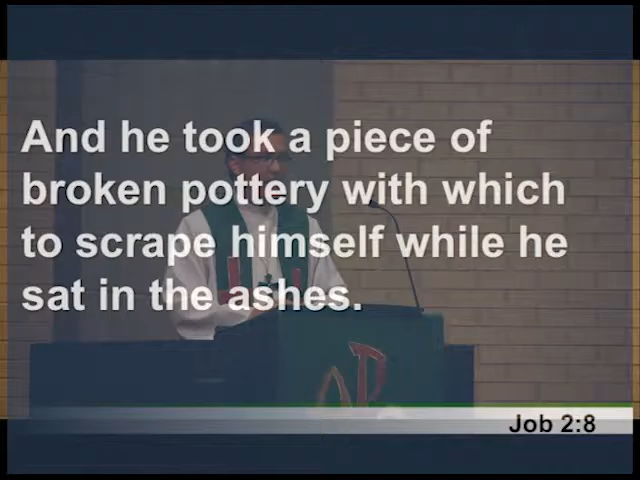 And he took a piece of
broken pottery with which
to scrape himself while he
sat in the ashes.
Job 2:8